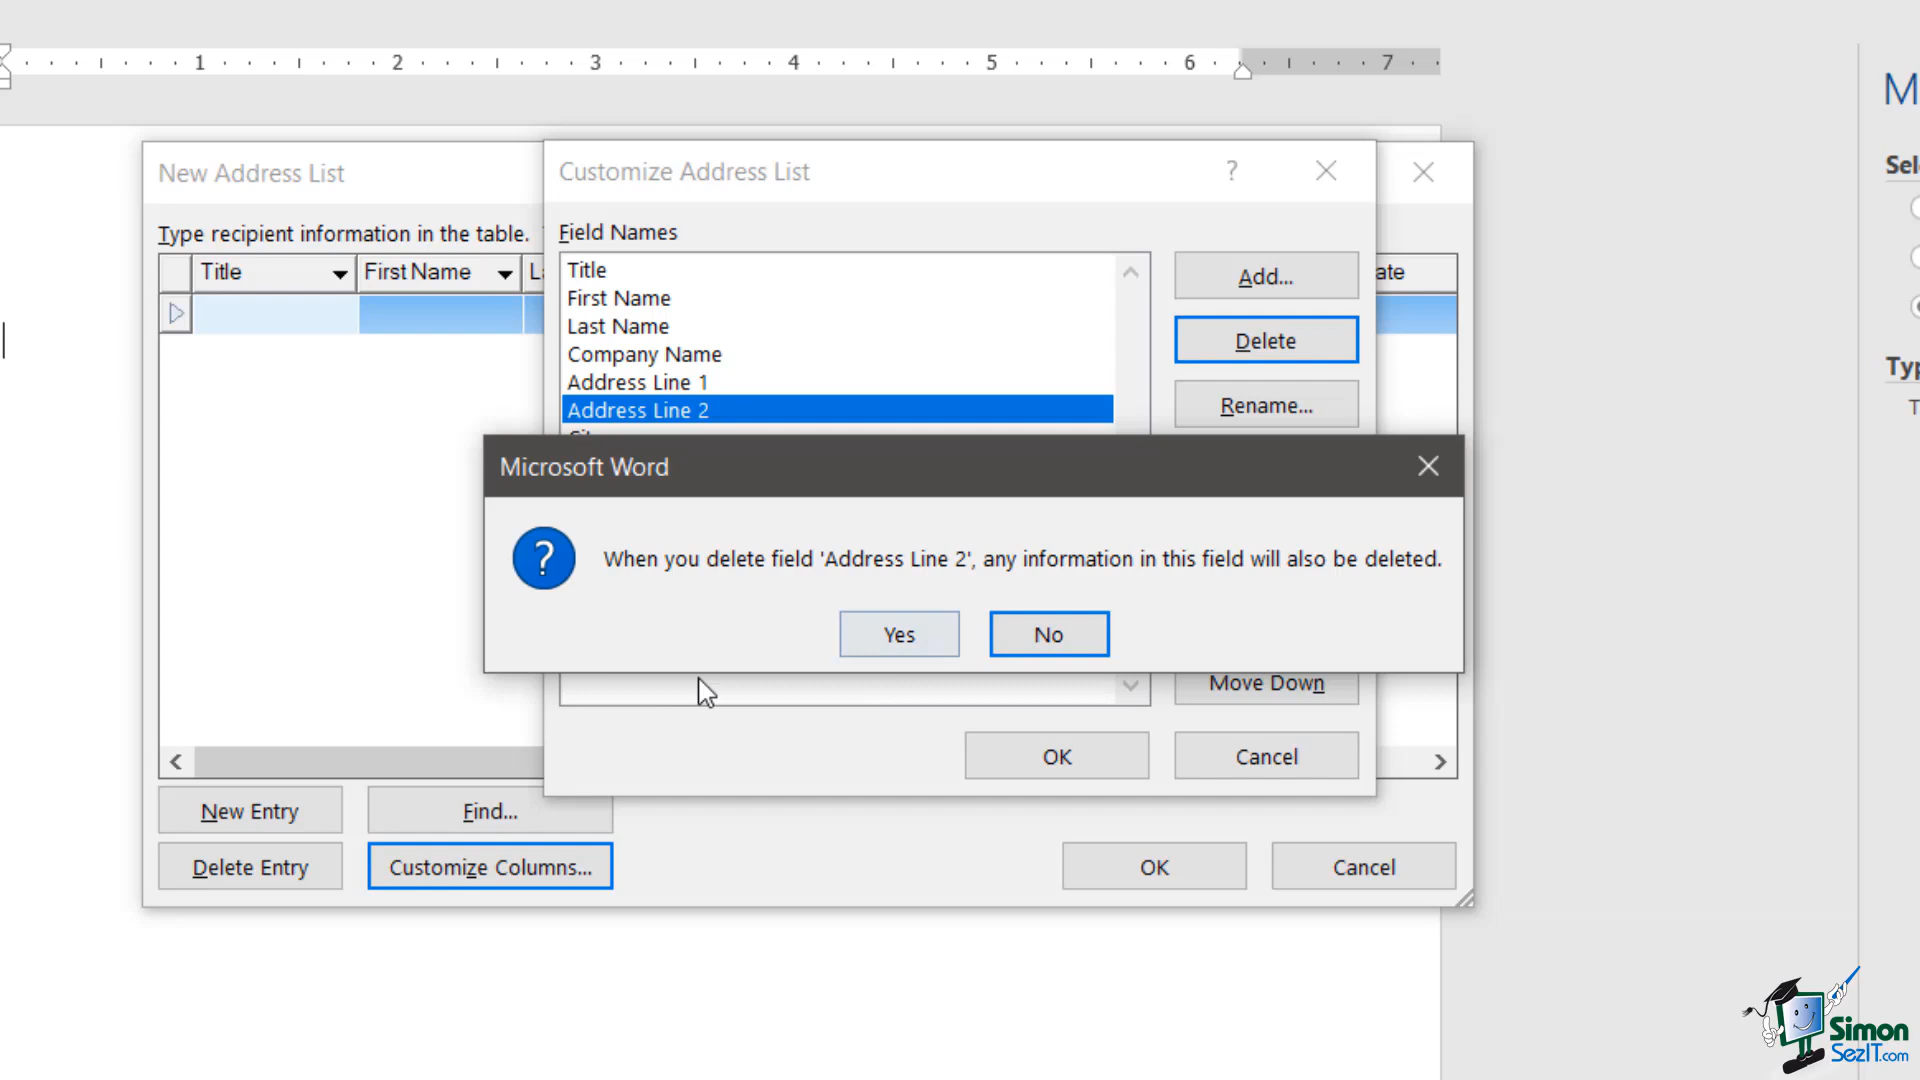 1 2 3 4 5 6 7
New Address List
Customize Address List ?
Type recipient information in the table.
Field Names
Title First Name
ate
Title
First Name
Last Name
Company Name
Address Line 1
Address Line 2
Add...
Delete
Rename...
Microsoft Word
? When you delete field 'Address Line 2', any information in this field will also be deleted.
Yes No
Move Down
OK Cancel
New Entry Find...
Delete Entry Customize Columns... OK Cancel
M
Sel
Typ
T
Simon
SezIT.com